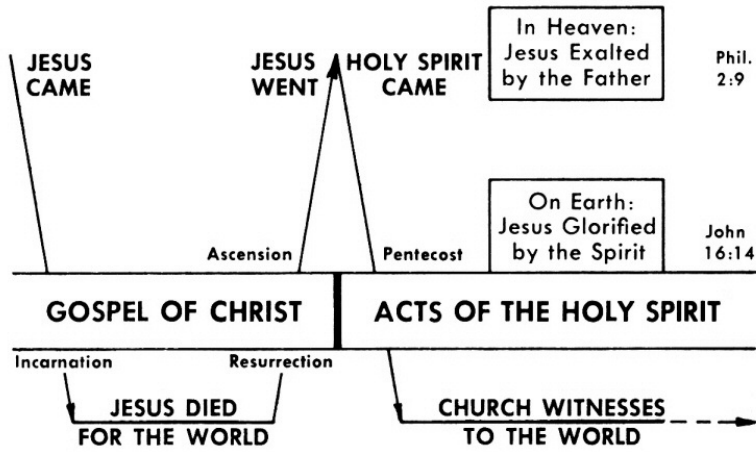 JESUS
CAME
JESUS
WENT
HOLY SPIRIT
CAME
In Heaven:
Jesus Exalted
by the Father
Phil.
2:9
On Earth:
Jesus Glorified
by the Spirit
John
16:14
Ascension
Pentecost
GOSPEL OF CHRIST
ACTS OF THE HOLY SPIRIT
Incarnation
Resurrection
JESUS DIED
FOR THE WORLD
CHURCH WITNESSES
TO THE WORLD